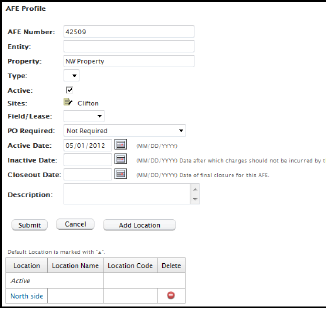 AFE Profile
AFE Number: 42509
Entity:
Property: NW Property
Type:
Active:
Sites: Clifton
Field/Lease:
PO Required: Not Required
Active Date: 05/01/2012 (MM/DD/YYYY)
Inactive Date: (MM/DD/YYYY) Date after which charges should not be incurred by t
Closeout Date: (MM/DD/YYYY) Date of final closure for this AFE.
Description:
Submit Cancel Add Location
Default Location is marked with "▲".
Location Location Name Location Code Delete
Active
North side